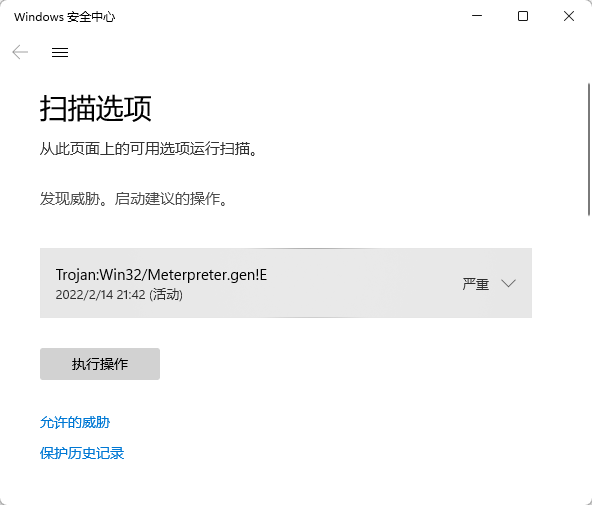 Windows 安全中心
扫描选项
从此页面上的可用选项运行扫描。
发现威胁。启动建议的操作。
Trojan:Win32/Meterpreter.gen!E
2022/2/14 21:42 (活动)
严重
执行操作
允许的威胁
保护历史记录